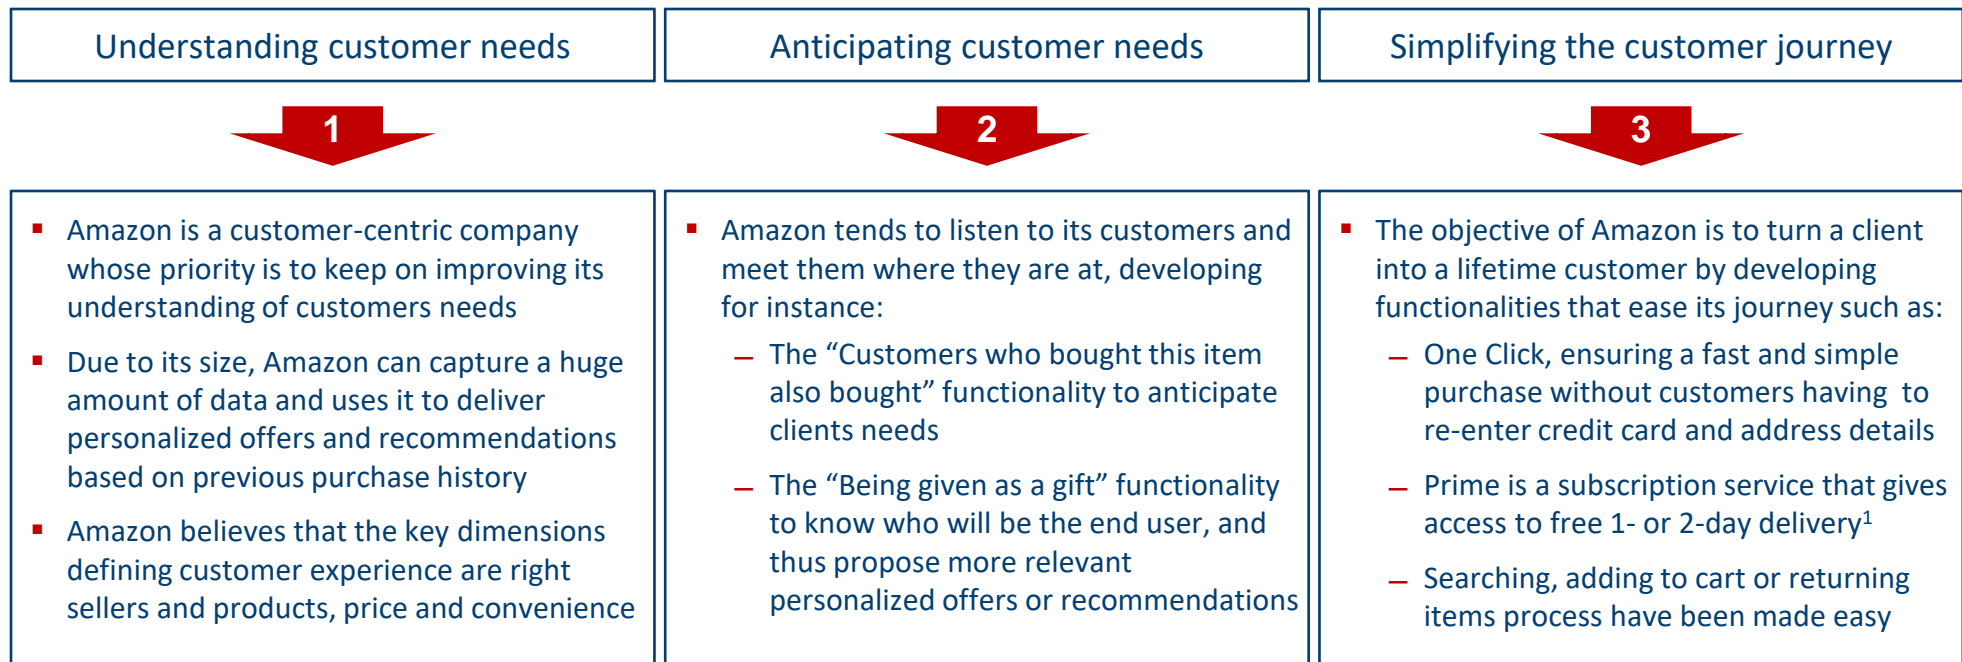 Understanding customer needs
Anticipating customer needs
Simplifying the customer journey
1
2
3
▪ Amazon is a customer-centric company
whose priority is to keep on improving its
understanding of customers needs
▪ Due to its size, Amazon can capture a huge
amount of data and uses it to deliver
personalized offers and recommendations
based on previous purchase history
▪ Amazon believes that the key dimensions
defining customer experience are right
sellers and products, price and convenience
▪ Amazon tends to listen to its customers and
meet them where they are at, developing
for instance:
– The “Customers who bought this item
also bought” functionality to anticipate
clients needs
– The “Being given as a gift” functionality
to know who will be the end user, and
thus propose more relevant
personalized offers or recommendations
▪ The objective of Amazon is to turn a client
into a lifetime customer by developing
functionalities that ease its journey such as:
– One Click, ensuring a fast and simple
purchase without customers having to
re-enter credit card and address details
– Prime is a subscription service that gives
access to free 1- or 2-day delivery¹
– Searching, adding to cart or returning
items process have been made easy